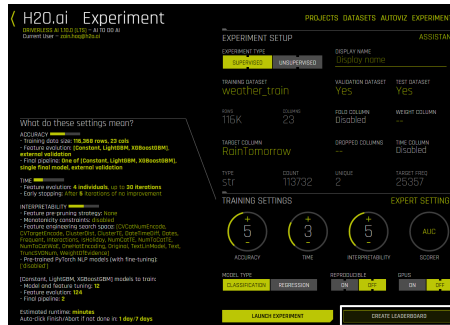 H2O.ai Experiment
DRIVERLESS AI 1.10.0 (LTS) – AI TO DO AI
Current User –
PROJECTS DATASETS AUTOVIZ EXPERIMENT
EXPERIMENT SETUP
ASSISTAN
EXPERIMENT TYPE
SUPERVISED
UNSUPERVISED
DISPLAY NAME
Display name
TRAINING DATASET
weather_train
VALIDATION DATASET
Yes
TEST DATASET
Yes
ROWS
116K
COLUMNS
23
FOLD COLUMN
Disabled
WEIGHT COLUMN
--
TARGET COLUMN
RainTomorrow
DROPPED COLUMNS
--
TIME COLUMN
Disabled
TYPE
str
COUNT
113732
UNIQUE
2
TARGET FREQ
25357
What do these settings mean?
ACCURACY
- Training data size: 116,368 rows, 23 cols
- Feature evolution: [Constant, LightGBM, XGBoostGBM],
external validation
- Final pipeline: One of [Constant, LightGBM, XGBoostGBM],
single final model, external validation
TIME
- Feature evolution: 4 individuals, up to 30 iterations
- Early stopping: After 5 iterations of no improvement
INTERPRETABILITY
- Feature pre-pruning strategy: None
- Monotonicity constraints: disabled
- Feature engineering search space: [CVCatNumEncode,
CVTargetEncode, ClusterDist, ClusterTE, DateTimeDiff, Dates,
Frequent, Interactions, IsHoliday, NumCatTE, NumToCatTE,
NumToCatWoE, OneHotEncoding, Original, TextLinModel, Text,
TruncSVDNum, WeightOfEvidence]
- Pre-trained PyTorch NLP models (with fine-tuning):
['disabled']
[Constant, LightGBM, XGBoostGBM] models to train:
- Model and feature tuning: 12
- Feature evolution: 124
- Final pipeline: 2
Estimated runtime: minutes
Auto-click Finish/Abort if not done in: 1 day/7 days
TRAINING SETTINGS
EXPERT SETTING
5
3
5
AUC
ACCURACY
TIME
INTERPRETABILITY
SCORER
MODEL TYPE
CLASSIFICATION
REGRESSION
REPRODUCIBLE
ON
OFF
GPUS
ON
OFF
LAUNCH EXPERIMENT
CREATE LEADERBOARD